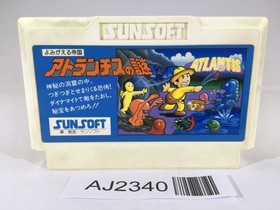 SUNSOFT
よみがえる帝国
アトランチスの謎
ATLANTIS
神秘の洞窟の中、
つぎつぎとせまりくる恐怖!
ダイナマイトで敵をたおし、
秘宝をあつめろ!!
SUNSOFT
AJ2340